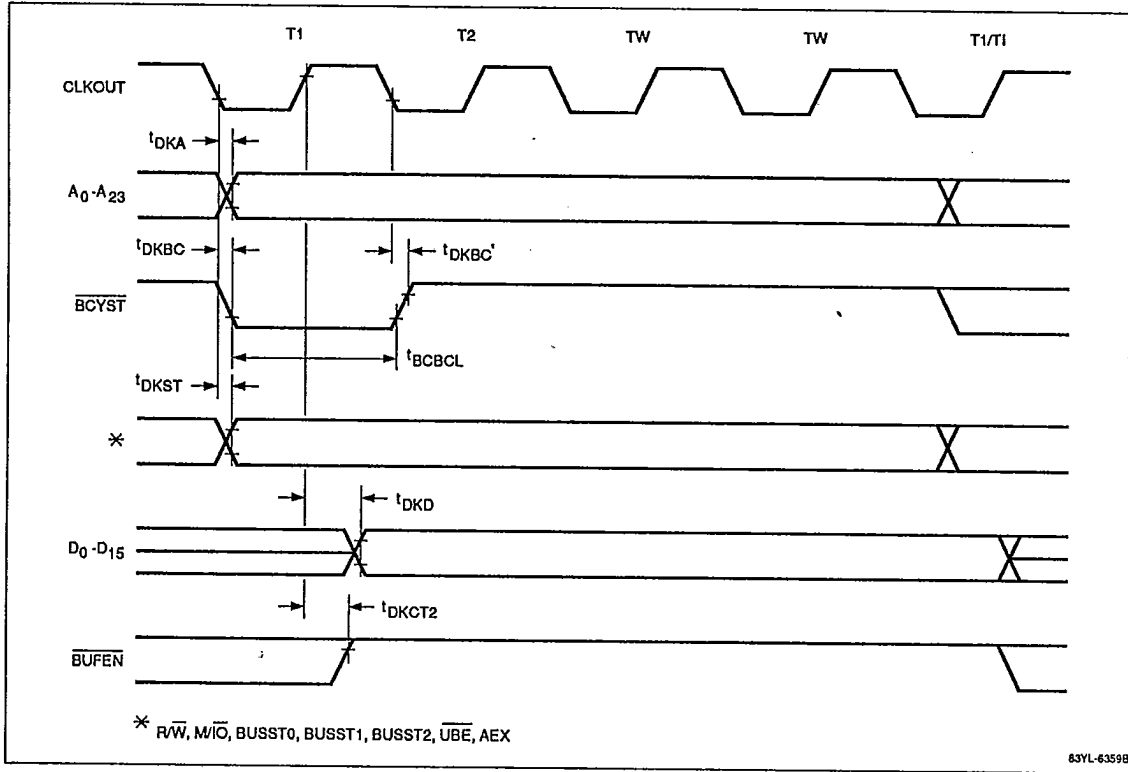 T1 T2 TW TW T1/TI
CLKOUT
tDKA
A0-A23
tDKBC tDKBC'
BCYST
tBCBCL
tDKST
*
tDKD
D0-D15
tDKCT2
BUFEN
* R/W, M/IO, BUSST0, BUSST1, BUSST2, UBE, AEX
83YL-6359B